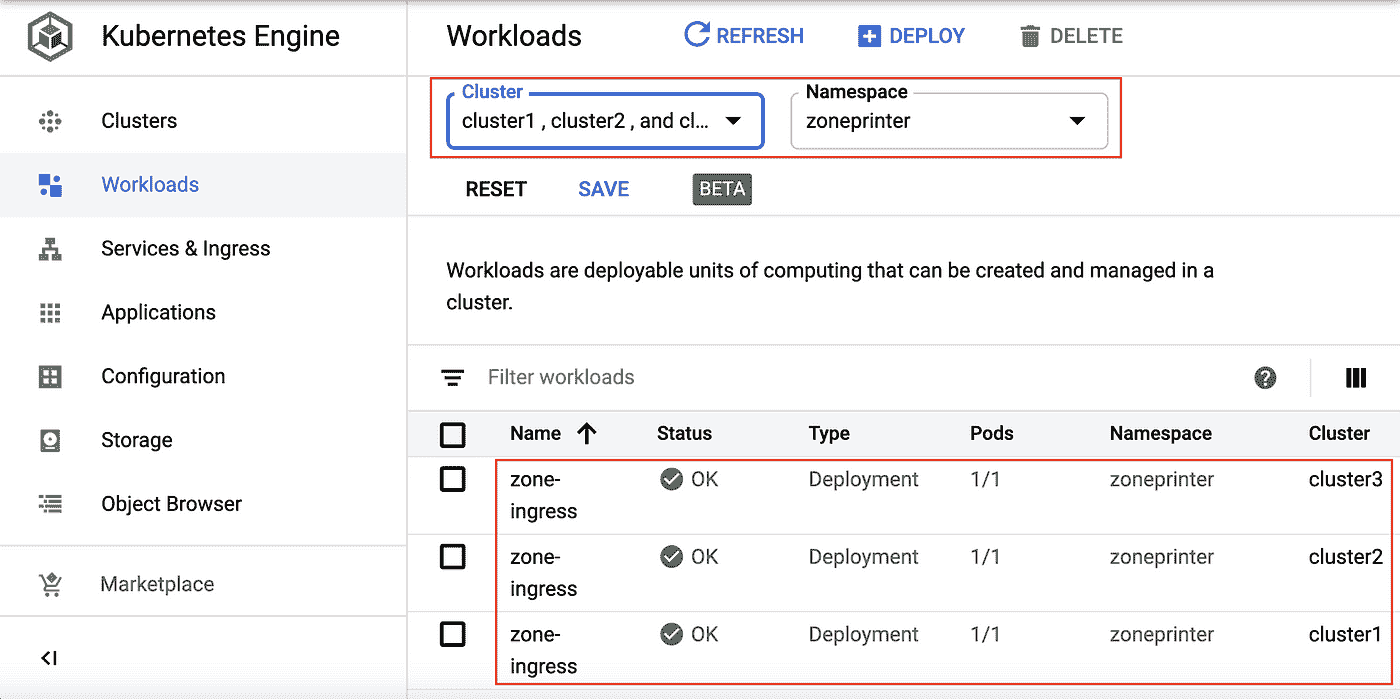 Kubernetes Engine
Clusters
Workloads
Services & Ingress
Applications
Configuration
Storage
Object Browser
Marketplace
Workloads
REFRESH
DEPLOY
DELETE
Cluster
cluster1 , cluster2 , and cl...
Namespace
zoneprinter
RESET
SAVE
BETA
Workloads are deployable units of computing that can be created and managed in a
cluster.
Filter workloads
Name Status Type Pods Namespace Cluster
zone- OK Deployment 1/1 zoneprinter cluster3
ingress
zone- OK Deployment 1/1 zoneprinter cluster2
ingress
zone- OK Deployment 1/1 zoneprinter cluster1
ingress